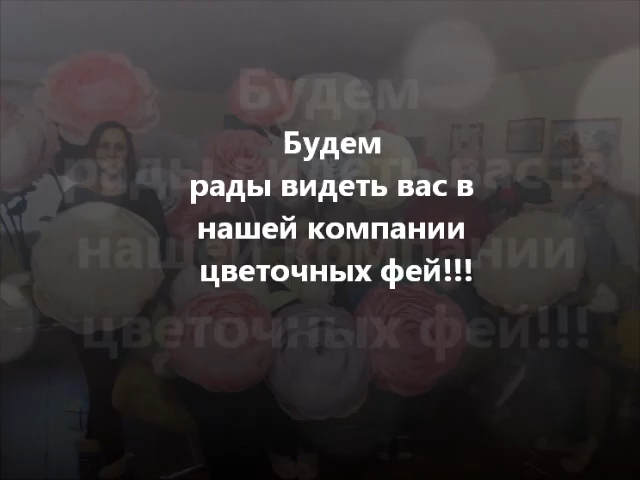 Будем
рады видеть вас в
нашей компании
цветочных фей!!!